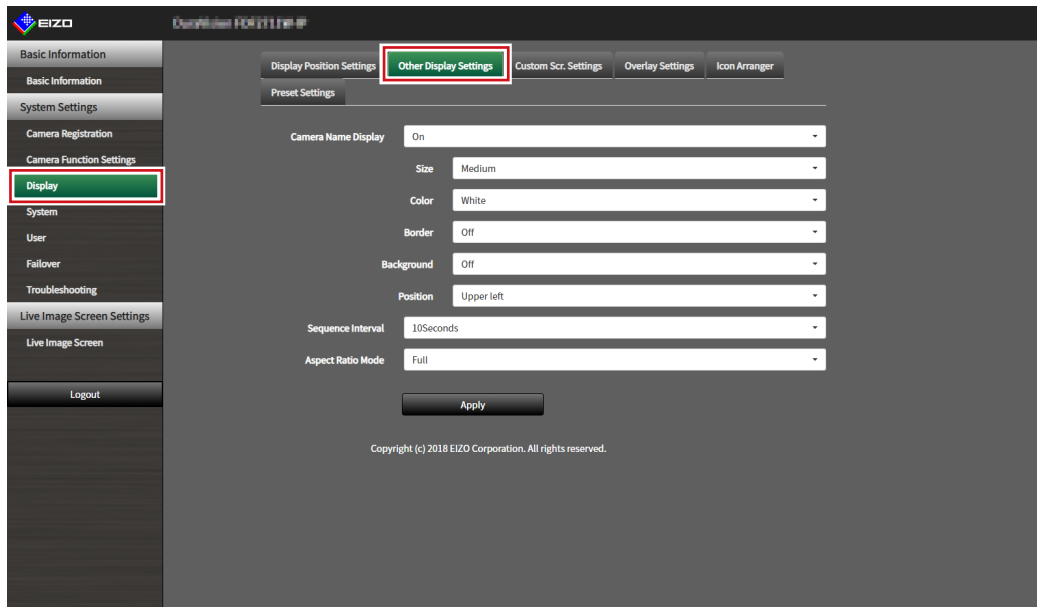 EIZO
Basic Information
Basic Information
System Settings
Camera Registration
Camera Function Settings
Display
System
User
Failover
Troubleshooting
Live Image Screen Settings
Live Image Screen
Logout
Display Position Settings Other Display Settings Custom Scr. Settings Overlay Settings Icon Arranger
Preset Settings
Camera Name Display On
Size Medium
Color White
Border Off
Background Off
Position Upper left
Sequence Interval 10Seconds
Aspect Ratio Mode Full
Apply
Copyright (c) 2018 EIZO Corporation. All rights reserved.